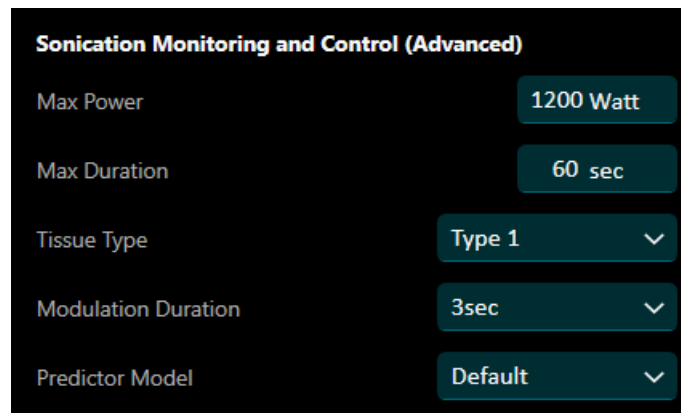 Sonication Monitoring and Control (Advanced)
Max Power 1200 Watt
Max Duration 60 sec
Tissue Type Type 1
Modulation Duration 3sec
Predictor Model Default